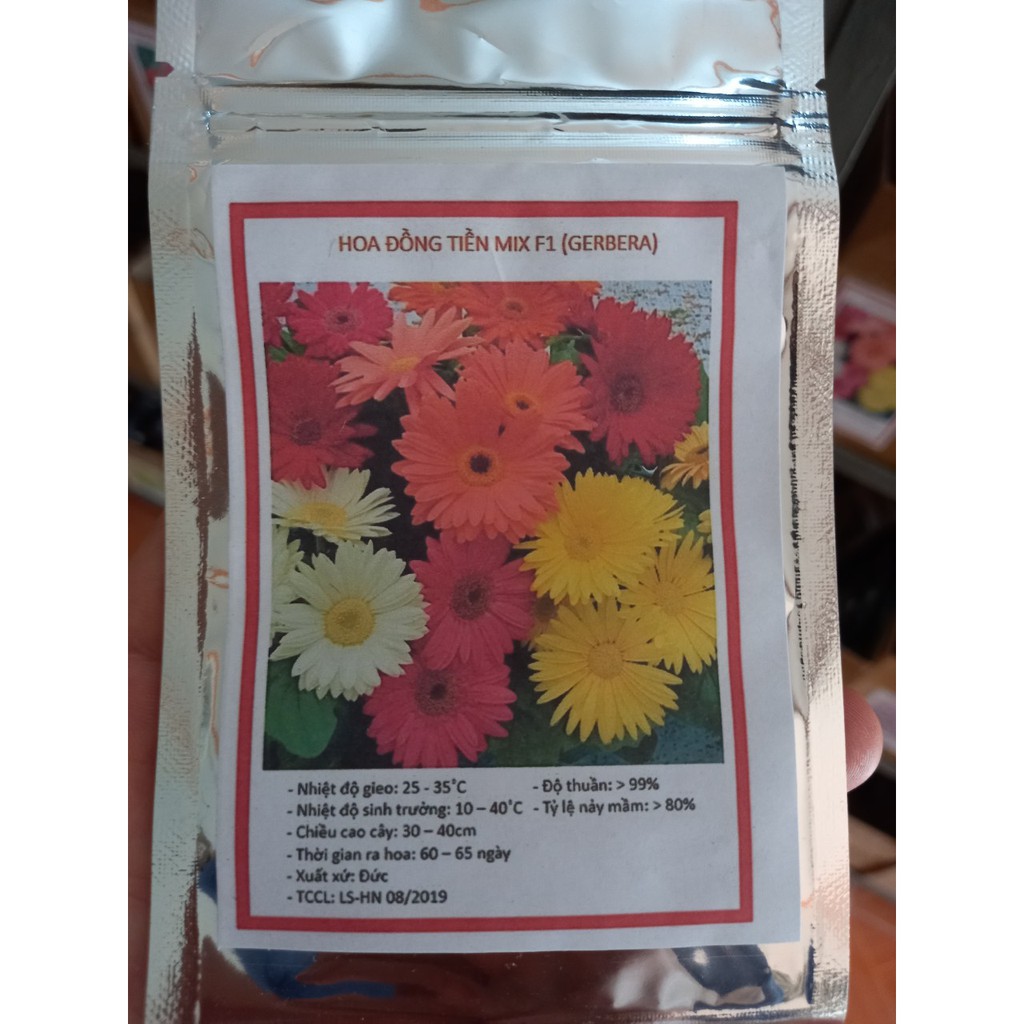 HOA ĐỒNG TIỀN MIX F1 (GERBERA)
- Nhiệt độ gieo: 25 - 35°C
- Độ thuần: > 99%
- Nhiệt độ sinh trưởng: 10 – 40°C
- Tỷ lệ nảy mầm: > 80%
- Chiều cao cây: 30 – 40cm
- Thời gian ra hoa: 60 – 65 ngày
- Xuất xứ: Đức
- TCCL: LS-HN 08/2019